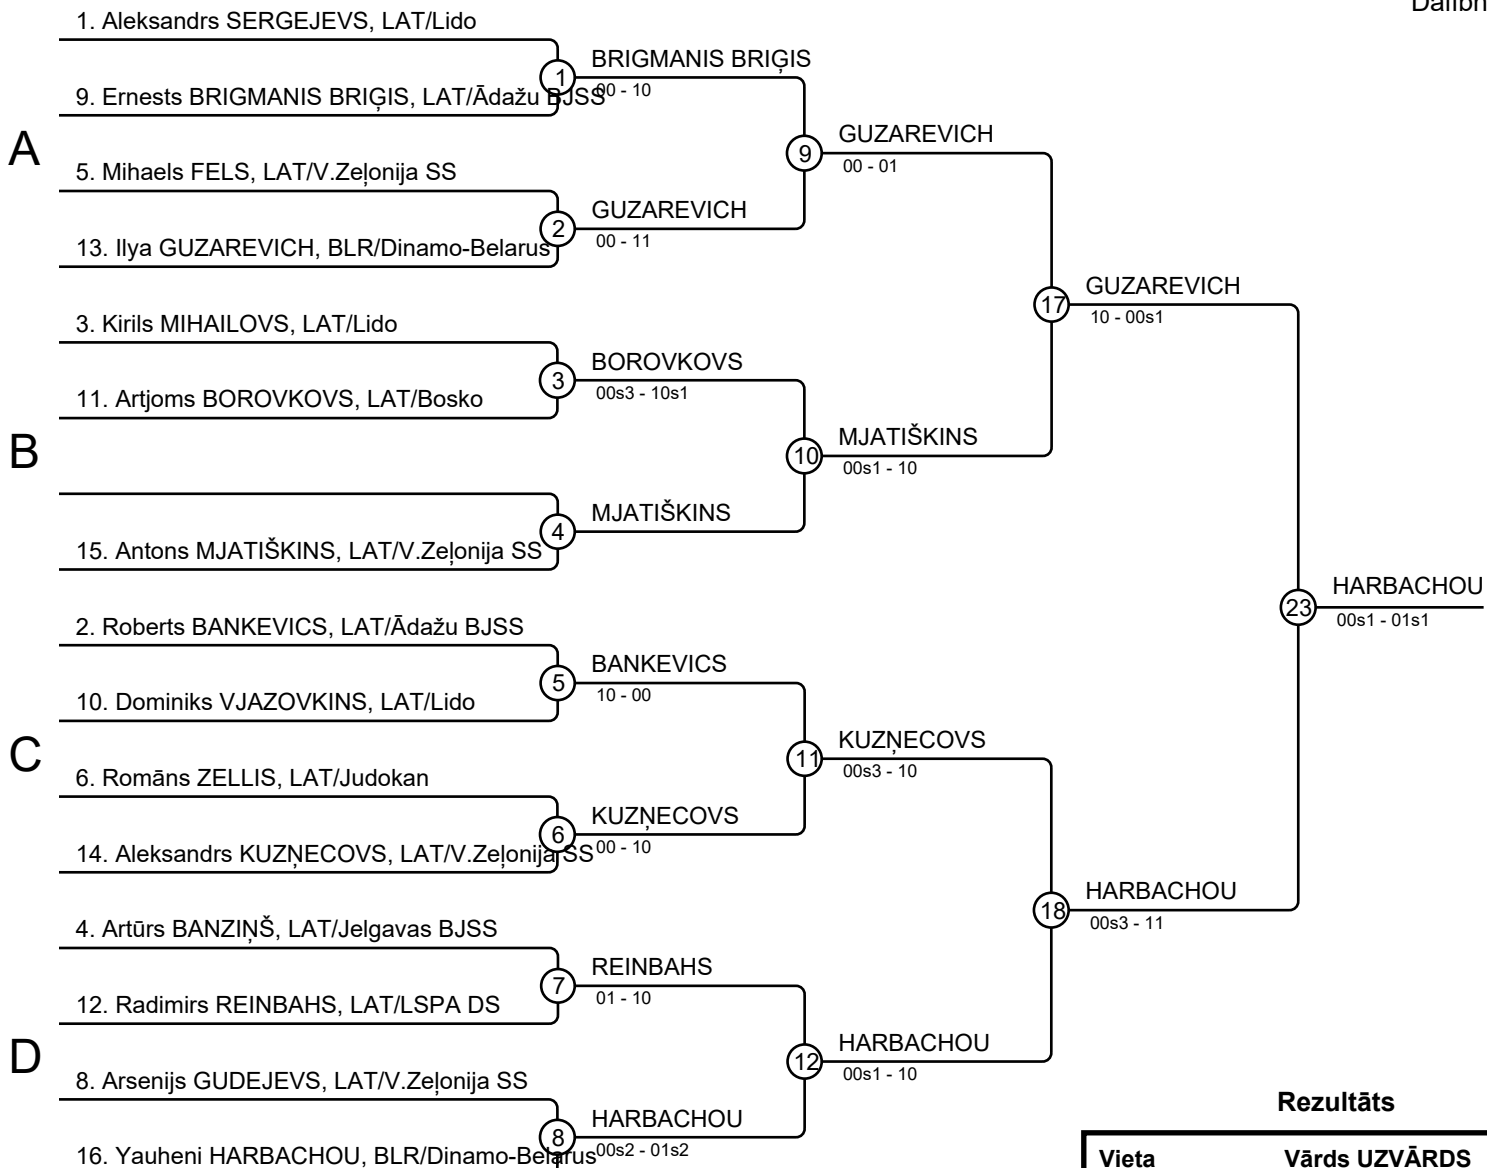 Dalībn
1. Aleksandrs SERGEJEVS, LAT/Lido
1
BRIGMANIS BRIĢIS
00 - 10
9. Ernests BRIGMANIS BRIĢIS, LAT/Ādažu BJSS
A
9
GUZAREVICH
00 - 01
5. Mihaels FELS, LAT/V.Zeļonija SS
2
GUZAREVICH
00 - 11
13. Ilya GUZAREVICH, BLR/Dinamo-Belarus
17
GUZAREVICH
10 - 00s1
3. Kirils MIHAILOVS, LAT/Lido
3
BOROVKOVS
00s3 - 10s1
11. Artjoms BOROVKOVS, LAT/Bosko
B
10
MJATIŠKINS
00s1 - 10
4
MJATIŠKINS
15. Antons MJATIŠKINS, LAT/V.Zeļonija SS
23
HARBACHOU
00s1 - 01s1
2. Roberts BANKEVICS, LAT/Ādažu BJSS
5
BANKEVICS
10 - 00
10. Dominiks VJAZOVKINS, LAT/Lido
C
11
KUZŅECOVS
00s3 - 10
6. Romāns ZELLIS, LAT/Judokan
6
KUZŅECOVS
00 - 10
14. Aleksandrs KUZŅECOVS, LAT/V.Zeļonija SS
18
HARBACHOU
00s3 - 11
4. Artūrs BANZIŅŠ, LAT/Jelgavas BJSS
7
REINBAHS
01 - 10
12. Radimirs REINBAHS, LAT/LSPA DS
D
12
HARBACHOU
00s1 - 10
8. Arsenijs GUDEJEVS, LAT/V.Zeļonija SS
8
HARBACHOU
00s2 - 01s2
16. Yauheni HARBACHOU, BLR/Dinamo-Belarus
Rezultāts
Vieta Vārds UZVĀRDS